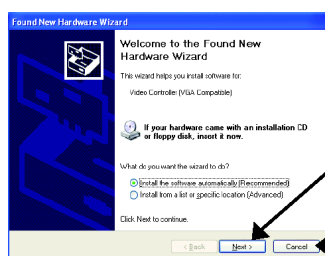 Found New Hardware Wizard
Welcome to the Found New
Hardware Wizard
This wizard helps you install software for:
Video Controller (VGA Compatible)
If your hardware came with an installation CD
or floppy disk, insert it now.
What do you want the wizard to do?
Install the software automatically (Recommended)
Install from a list or specific location (Advanced)
Click Next to continue.
< Back
Next >
Cancel